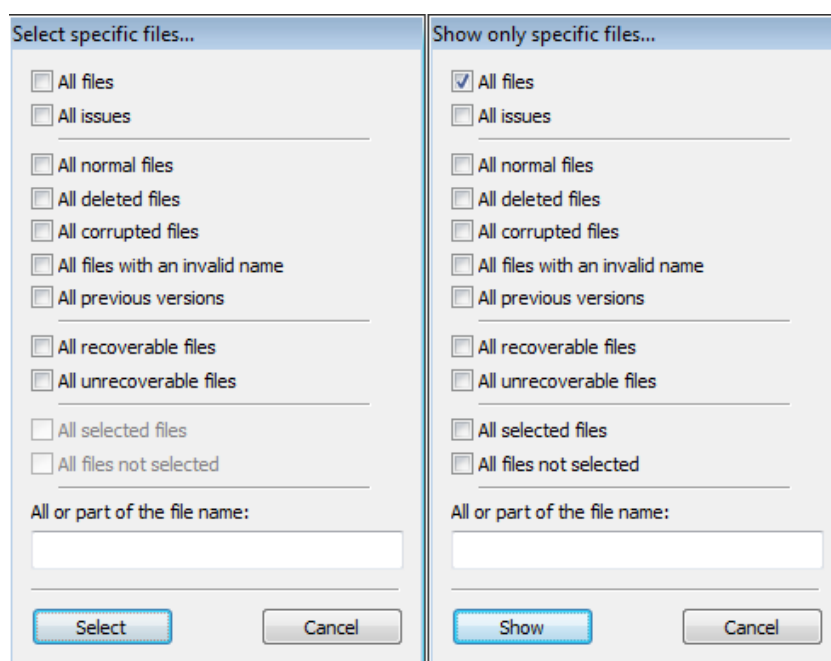 Select specific files...
All files
All issues
All normal files
All deleted files
All corrupted files
All files with an invalid name
All previous versions
All recoverable files
All unrecoverable files
All selected files
All files not selected
All or part of the file name:
Select
Cancel
Show only specific files...
All files
All issues
All normal files
All deleted files
All corrupted files
All files with an invalid name
All previous versions
All recoverable files
All unrecoverable files
All selected files
All files not selected
All or part of the file name:
Show
Cancel